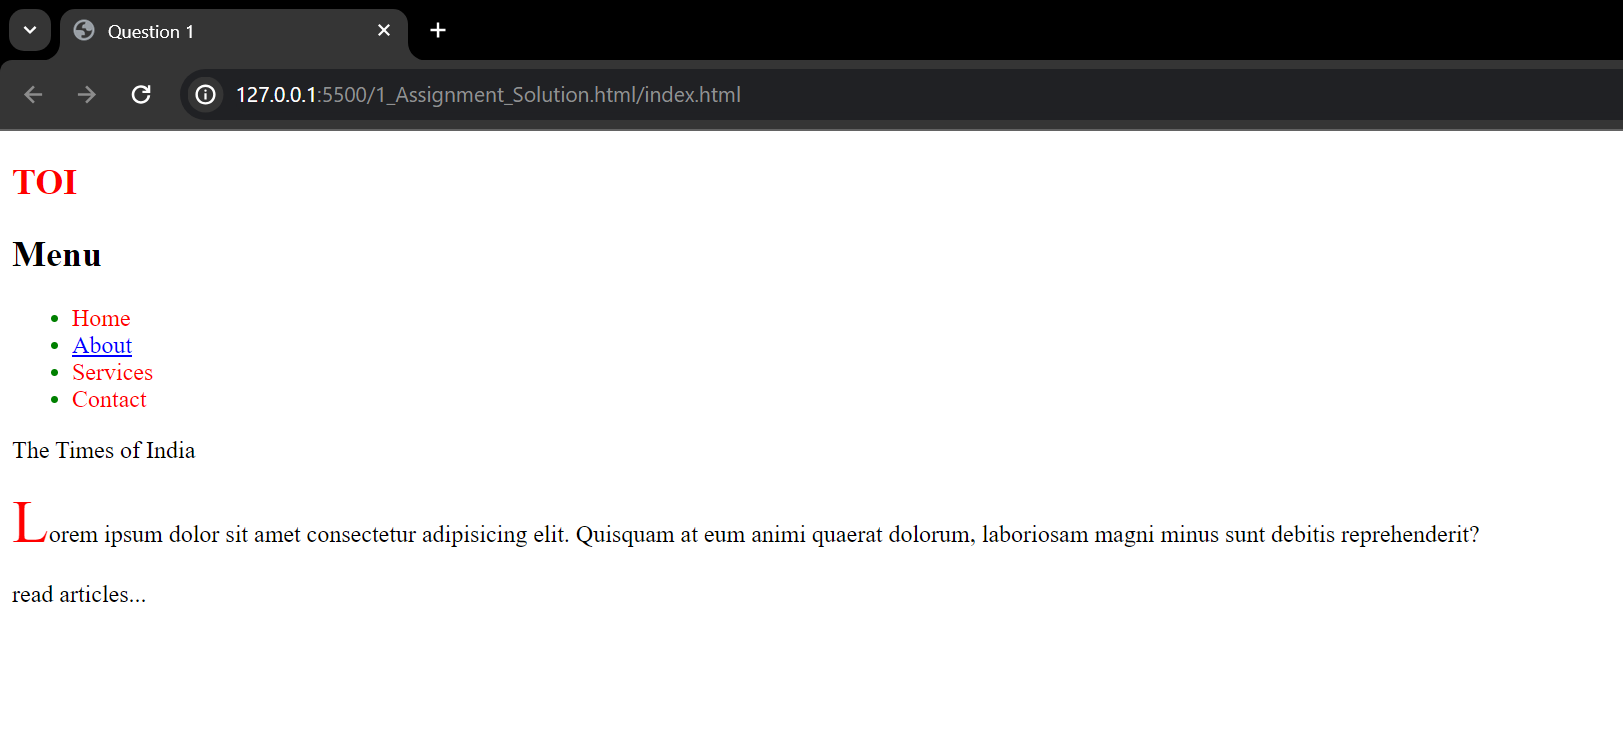 Question 1
127.0.0.1:5500/1_Assignment_Solution.html/index.html
TOI
Menu
Home
About
Services
Contact
The Times of India
Lorem ipsum dolor sit amet consectetur adipisicing elit. Quisquam at eum animi quaerat dolorum, laboriosam magni minus sunt debitis reprehenderit?
read articles...